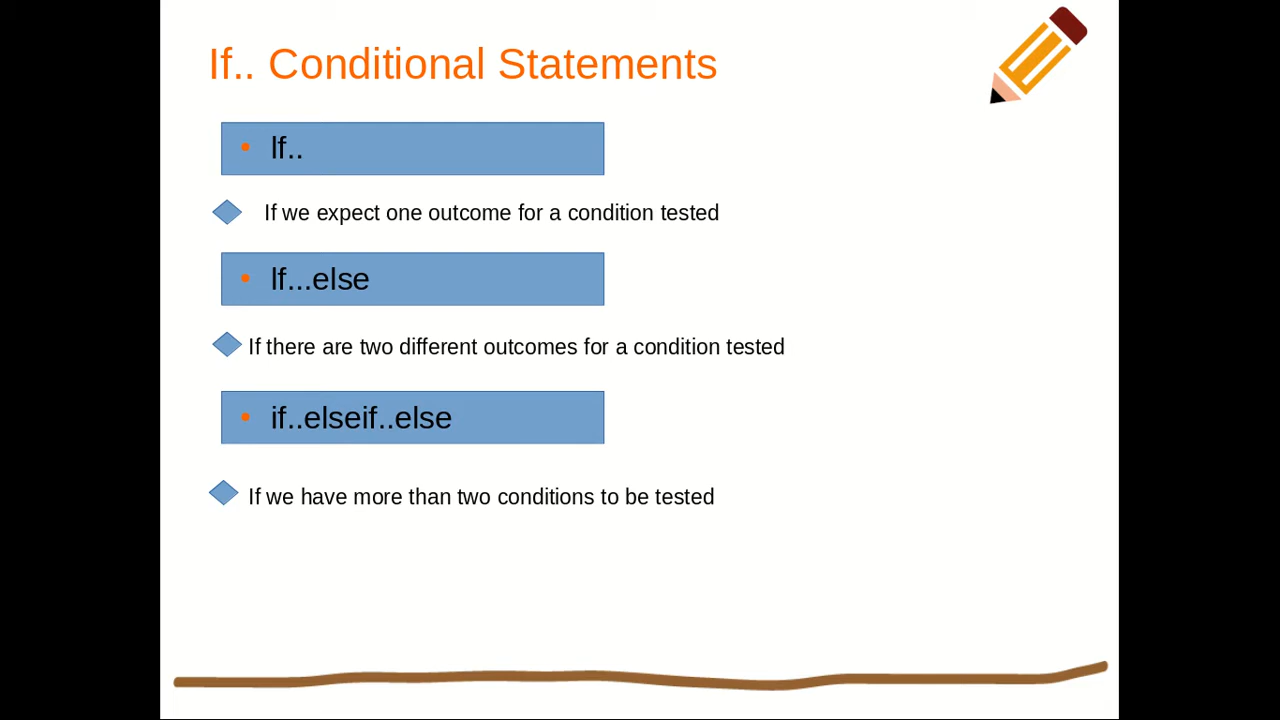 If.. Conditional Statements
If..
If we expect one outcome for a condition tested
If...else
If there are two different outcomes for a condition tested
if..elseif..else
If we have more than two conditions to be tested